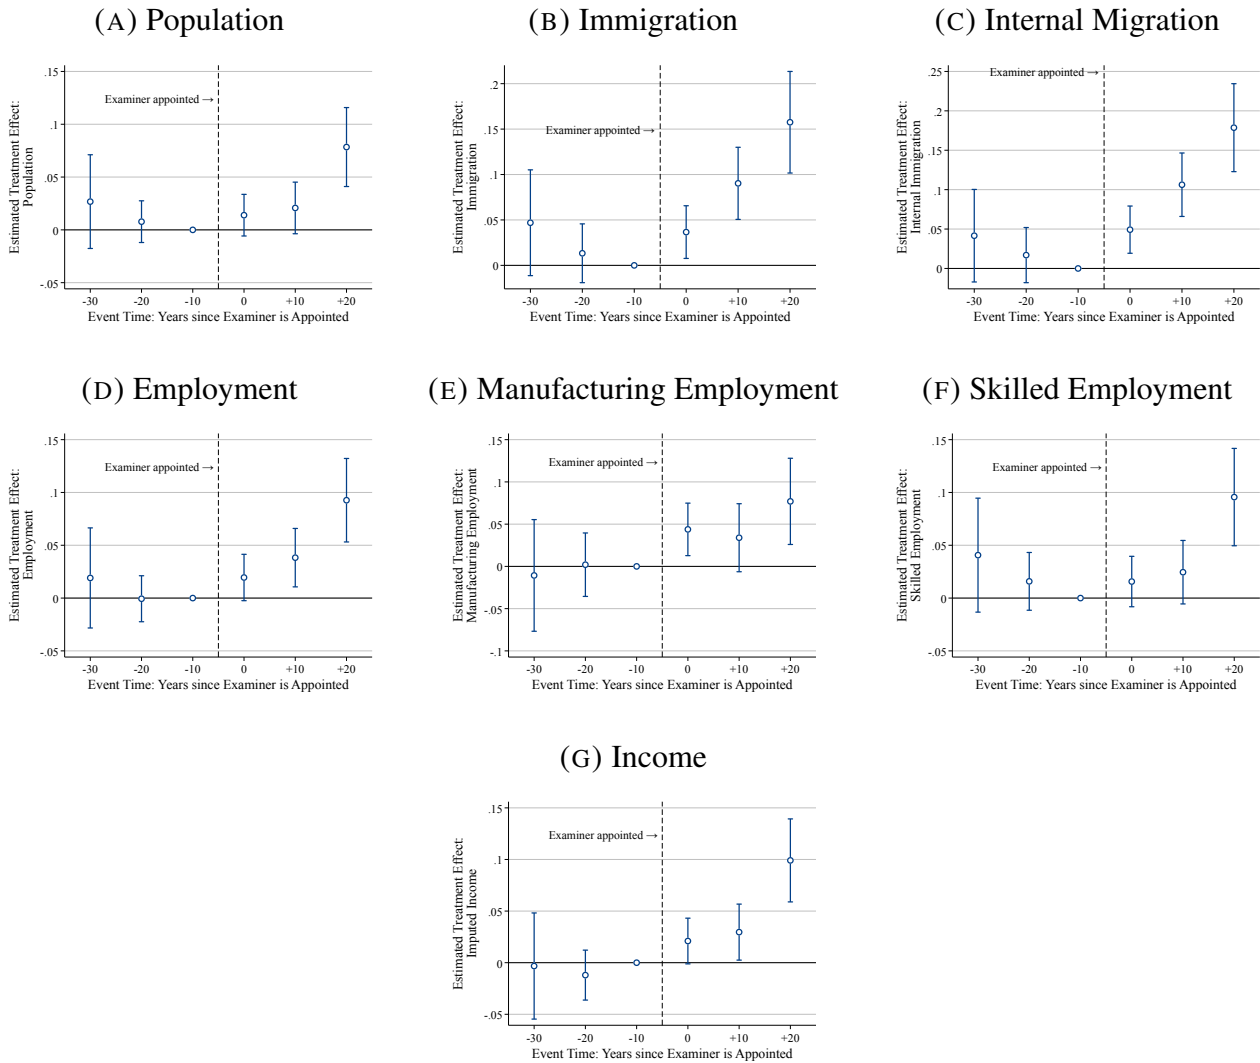 (A) Population
Estimated Treatment Effect:
Population
.15
.1
.05
0
-.05
Examiner appointed →
-30 -20 -10 0 +10 +20
Event Time: Years since Examiner is Appointed
(B) Immigration
Estimated Treatment Effect:
Immigration
.2
.15
.1
.05
0
Examiner appointed →
-30 -20 -10 0 +10 +20
Event Time: Years since Examiner is Appointed
(C) Internal Migration
Estimated Treatment Effect:
Internal Immigration
.25
.2
.15
.1
.05
0
Examiner appointed →
-30 -20 -10 0 +10 +20
Event Time: Years since Examiner is Appointed
(D) Employment
Estimated Treatment Effect:
Employment
.15
.1
.05
0
-.05
Examiner appointed →
-30 -20 -10 0 +10 +20
Event Time: Years since Examiner is Appointed
(E) Manufacturing Employment
Estimated Treatment Effect:
Manufacturing Employment
.15
.1
.05
0
-.05
-.1
Examiner appointed →
-30 -20 -10 0 +10 +20
Event Time: Years since Examiner is Appointed
(F) Skilled Employment
Estimated Treatment Effect:
Skilled Employment
.15
.1
.05
0
-.05
Examiner appointed →
-30 -20 -10 0 +10 +20
Event Time: Years since Examiner is Appointed
(G) Income
Estimated Treatment Effect:
Imputed Income
.15
.1
.05
0
-.05
Examiner appointed →
-30 -20 -10 0 +10 +20
Event Time: Years since Examiner is Appointed